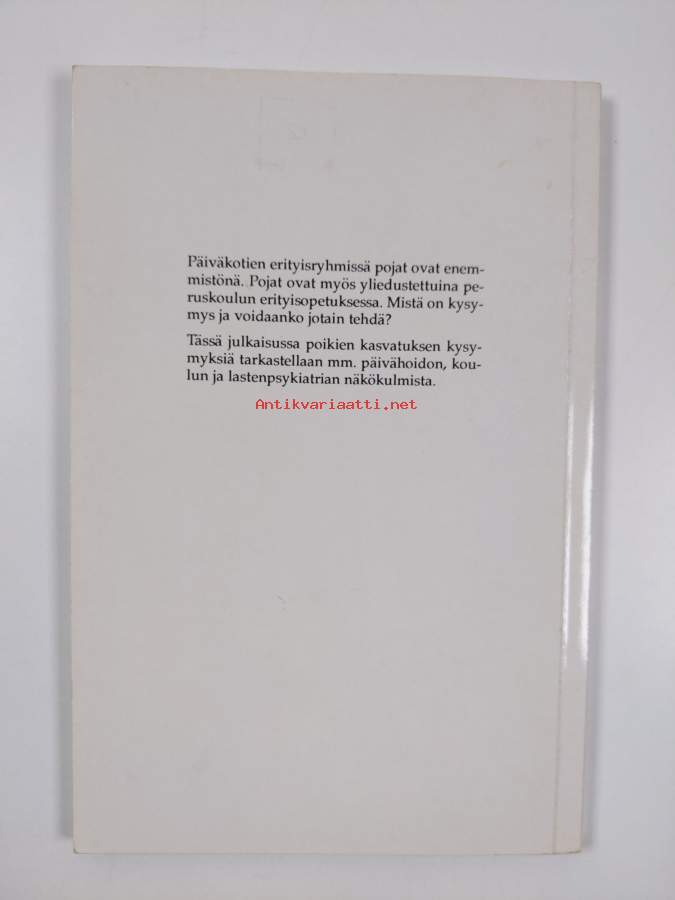 Päiväkotien erityisryhmissä pojat ovat enem-
mistönä. Pojat ovat myös yliedustettuina pe-
ruskoulun erityisopetuksessa. Mistä on kysy-
mys ja voidaanko jotain tehdä?
Tässä julkaisussa poikien kasvatuksen kysy-
myksiä tarkastellaan mm. päivähoidon, kou-
lun ja lastenpsykiatrian näkökulmista.
Antikvariaatti.net